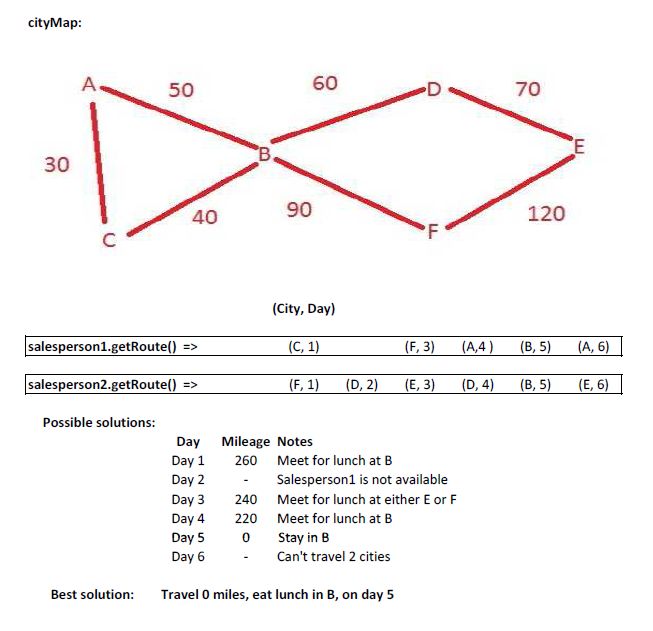 cityMap:
A 50 60 D 70
30 B E
C 40 90 F 120
(City, Day)
salesperson1.getRoute() => (C, 1) (F, 3) (A,4 ) (B, 5) (A, 6)
salesperson2.getRoute() => (F, 1) (D, 2) (E, 3) (D, 4) (B, 5) (E, 6)
Possible solutions:
Day Mileage Notes
Day 1 260 Meet for lunch at B
Day 2 - Salesperson1 is not available
Day 3 240 Meet for lunch at either E or F
Day 4 220 Meet for lunch at B
Day 5 0 Stay in B
Day 6 - Can't travel 2 cities
Best solution: Travel 0 miles, eat lunch in B, on day 5